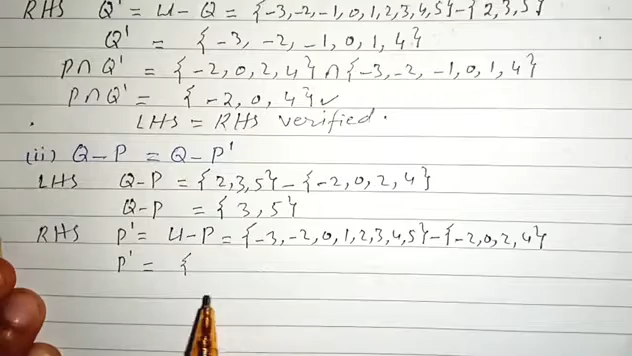 RHS Q' = U - Q = {-3,-2,-1,0,1,2,3,4,5}-{2,3,5}
Q' = {-3, -2, -1, 0, 1, 4}
P∩Q' = {-2, 0, 2, 4} ∩ {-3, -2, -1, 0, 1, 4}
P∩Q' = {-2, 0, 4} ✓
LHS = RHS verified.
(ii) Q-P = Q-P'
LHS Q-P = {2,3,5} - {-2, 0, 2, 4}
Q-P = {3,5}
RHS P' = U-P = {-3,-2,0,1,2,3,4,5}-{-2,0,2,4}
P' = {